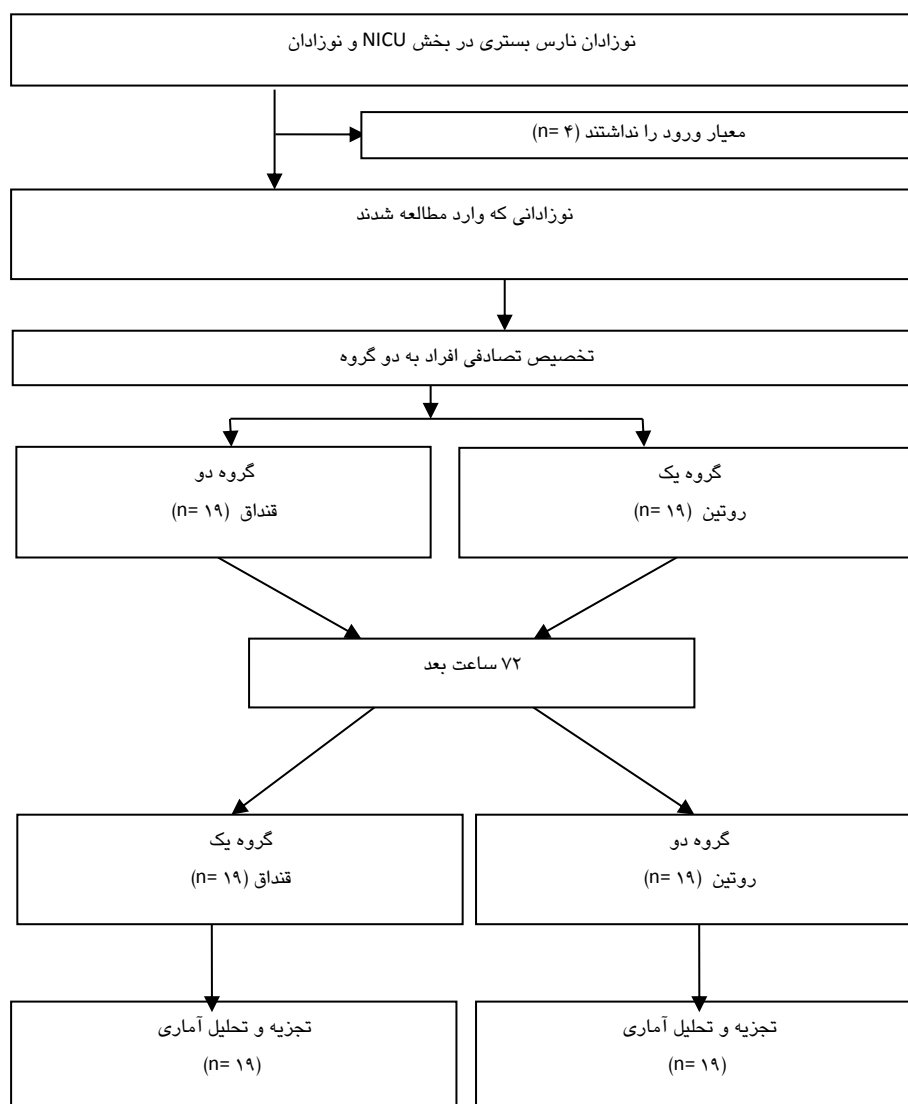 نوزادان نارس بستری در بخش NICU و نوزادان
معیار ورود را نداشتند (n= ۴)
نوزادانی که وارد مطالعه شدند
تخصیص تصادفی افراد به دو گروه
گروه یک
روتین (n= ۱۹)
گروه دو
قنداق (n= ۱۹)
۷۲ ساعت بعد
گروه دو
روتین (n= ۱۹)
گروه یک
قنداق (n= ۱۹)
تجزیه و تحلیل آماری
(n= ۱۹)
تجزیه و تحلیل آماری
(n= ۱۹)